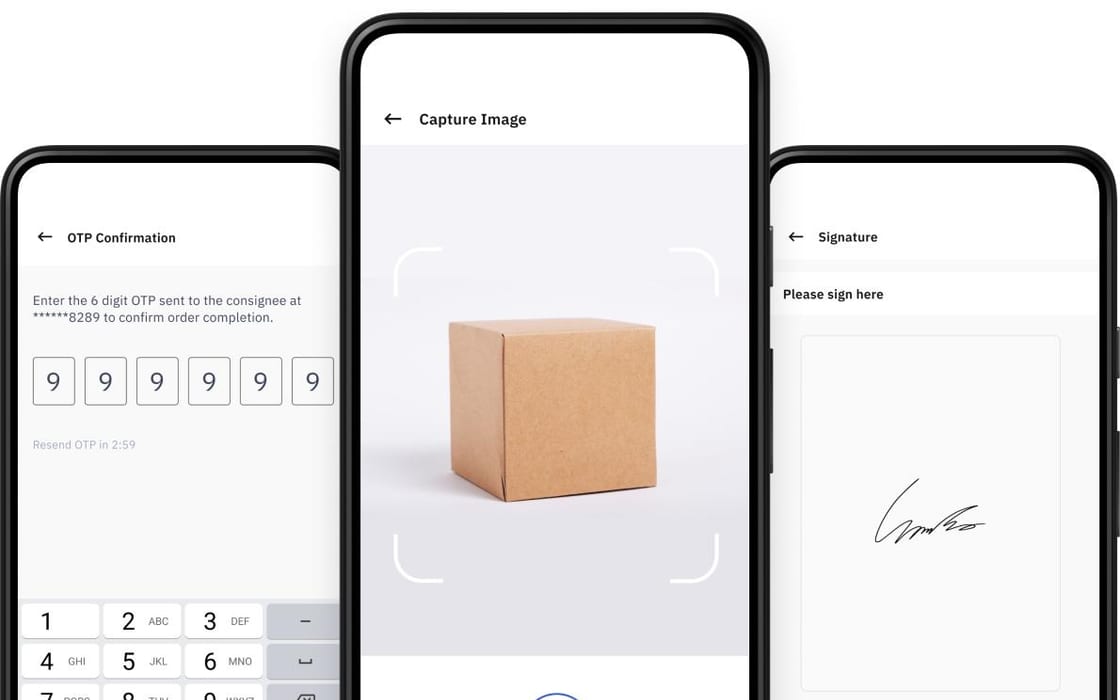 Capture Image
OTP Confirmation
Enter the 6 digit OTP sent to the consignee at
******8289 to confirm order completion.
9 9 9 9 9 9
Resend OTP in 2:59
1 2 ABC 3 DEF –
4 GHI 5 JKL 6 MNO
Signature
Please sign here